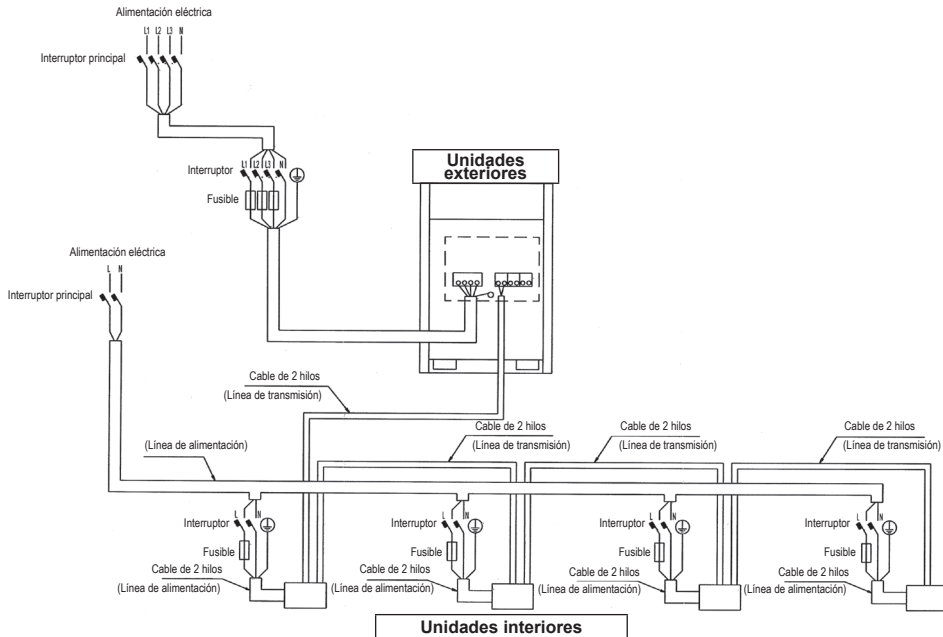 Alimentación eléctrica
L1 L2 L3 N
Interruptor principal
L1 L2 L3 N
Interruptor
Fusible
Unidades
exteriores
Alimentación eléctrica
L N
Interruptor principal
Cable de 2 hilos
(Línea de transmisión)
Cable de 2 hilos
(Línea de transmisión)
Cable de 2 hilos
(Línea de transmisión)
Cable de 2 hilos
(Línea de transmisión)
(Línea de alimentación)
L N
Interruptor
Fusible
Cable de 2 hilos
(Línea de alimentación)
L N
Interruptor
Fusible
Cable de 2 hilos
(Línea de alimentación)
L N
Interruptor
Fusible
Cable de 2 hilos
(Línea de alimentación)
L N
Interruptor
Fusible
Cable de 2 hilos
(Línea de alimentación)
Unidades interiores